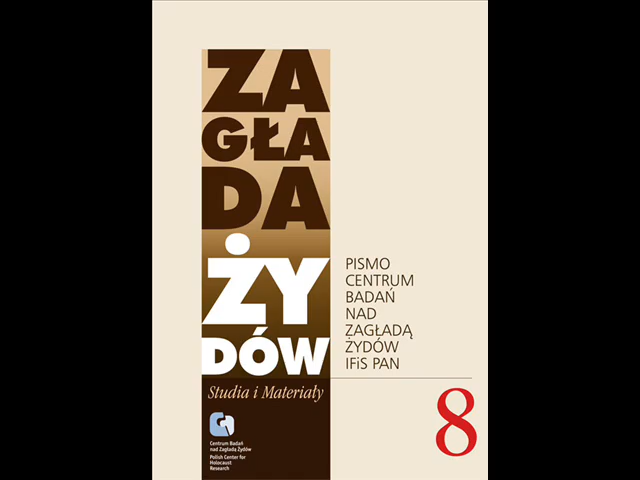 ZA
GŁA
DA
ŻY
DÓW
Studia i Materiały
Centrum Badań
nad Zagładą Żydów
Polish Center for
Holocaust
Research
PISMO
CENTRUM
BADAŃ
NAD
ZAGŁADĄ
ŻYDÓW
IFiS PAN
8